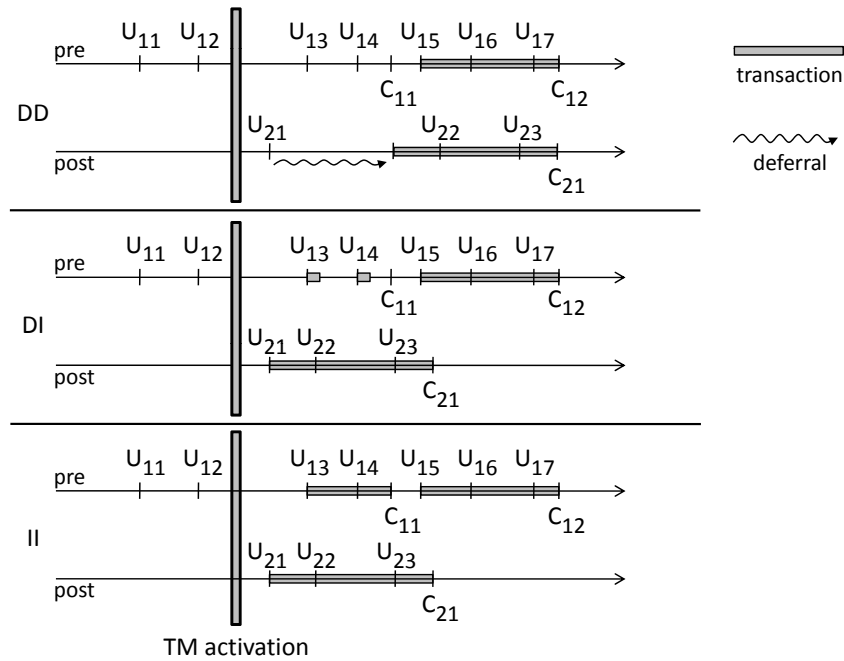 U11 U12 U13 U14 U15 U16 U17
pre
C11 C12
transaction
DD
U21 U22 U23
post
C21
deferral
U11 U12 U13 U14 U15 U16 U17
pre
C11 C12
DI
U21 U22 U23
post
C21
U11 U12 U13 U14 U15 U16 U17
pre
C11 C12
II
U21 U22 U23
post
C21
TM activation